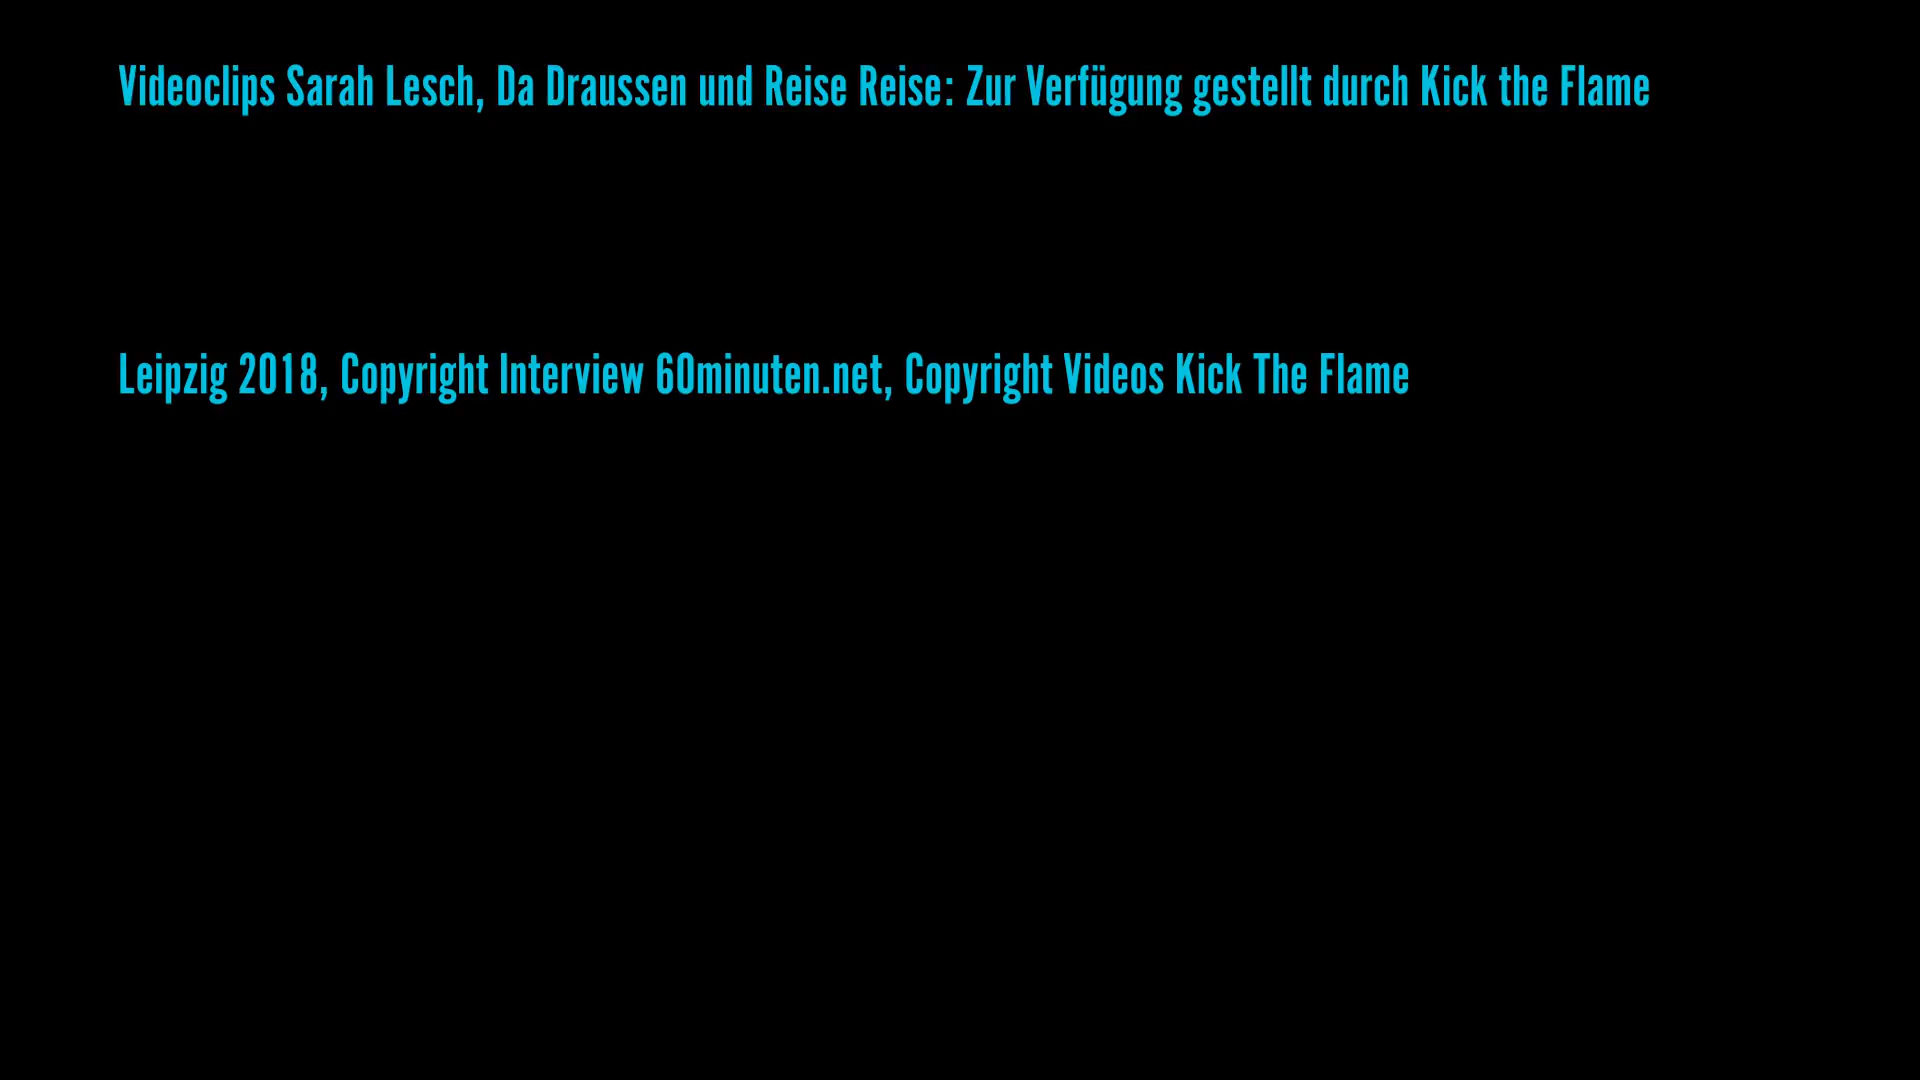 Videoclips Sarah Lesch, Da Draussen und Reise Reise: Zur Verfügung gestellt durch Kick the Flame
Leipzig 2018, Copyright Interview 60minuten.net, Copyright Videos Kick The Flame